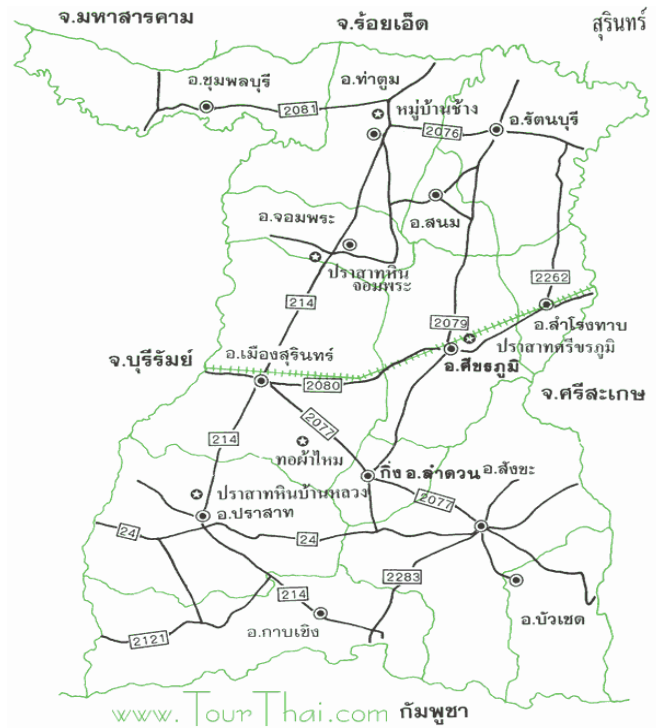 จ.มหาสารคาม
จ.ร้อยเอ็ด
สุรินทร์
อ.ชุมพลบุรี
อ.ท่าตูม
2081
หมู่บ้านช้าง
2076
อ.รัตนบุรี
อ.จอมพระ
อ.สนม
ปราสาทหิน
จอมพระ
2262
214
2079
อ.สำโรงทาบ
ปราสาทศรีขรภูมิ
จ.บุรีรัมย์
อ.เมืองสุรินทร์
อ.ศีขรภูมิ
2080
จ.ศรีสะเกษ
2077
214
ทอผ้าไหม
กิ่ง อ.ลำดวน
อ.สังขะ
ปราสาทหินบ้านหลวง
2077
อ.ปราสาท
24
24
2283
214
2121
อ.กาบเชิง
อ.บัวเชด
www.TourThai.com
กัมพูชา